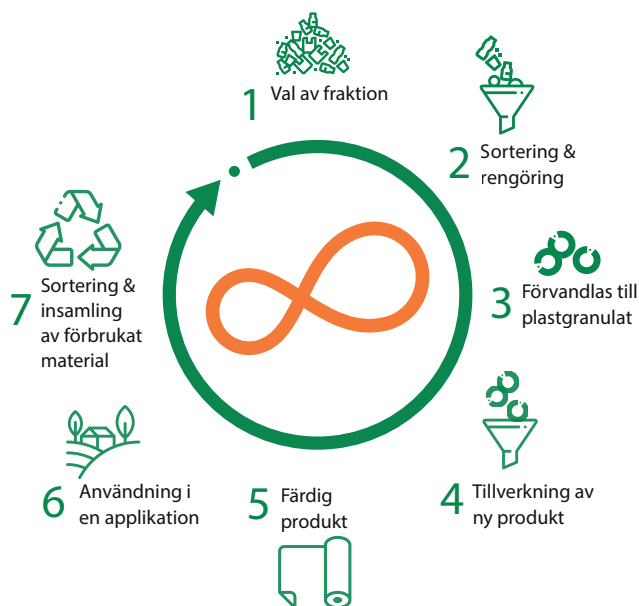 1 Val av fraktion
2 Sortering &
rengöring
3 Förvandlas till
plastgranulat
4 Tillverkning av
ny produkt
5 Färdig
produkt
6 Användning i
en applikation
7 Sortering &
insamling
av förbrukat
material